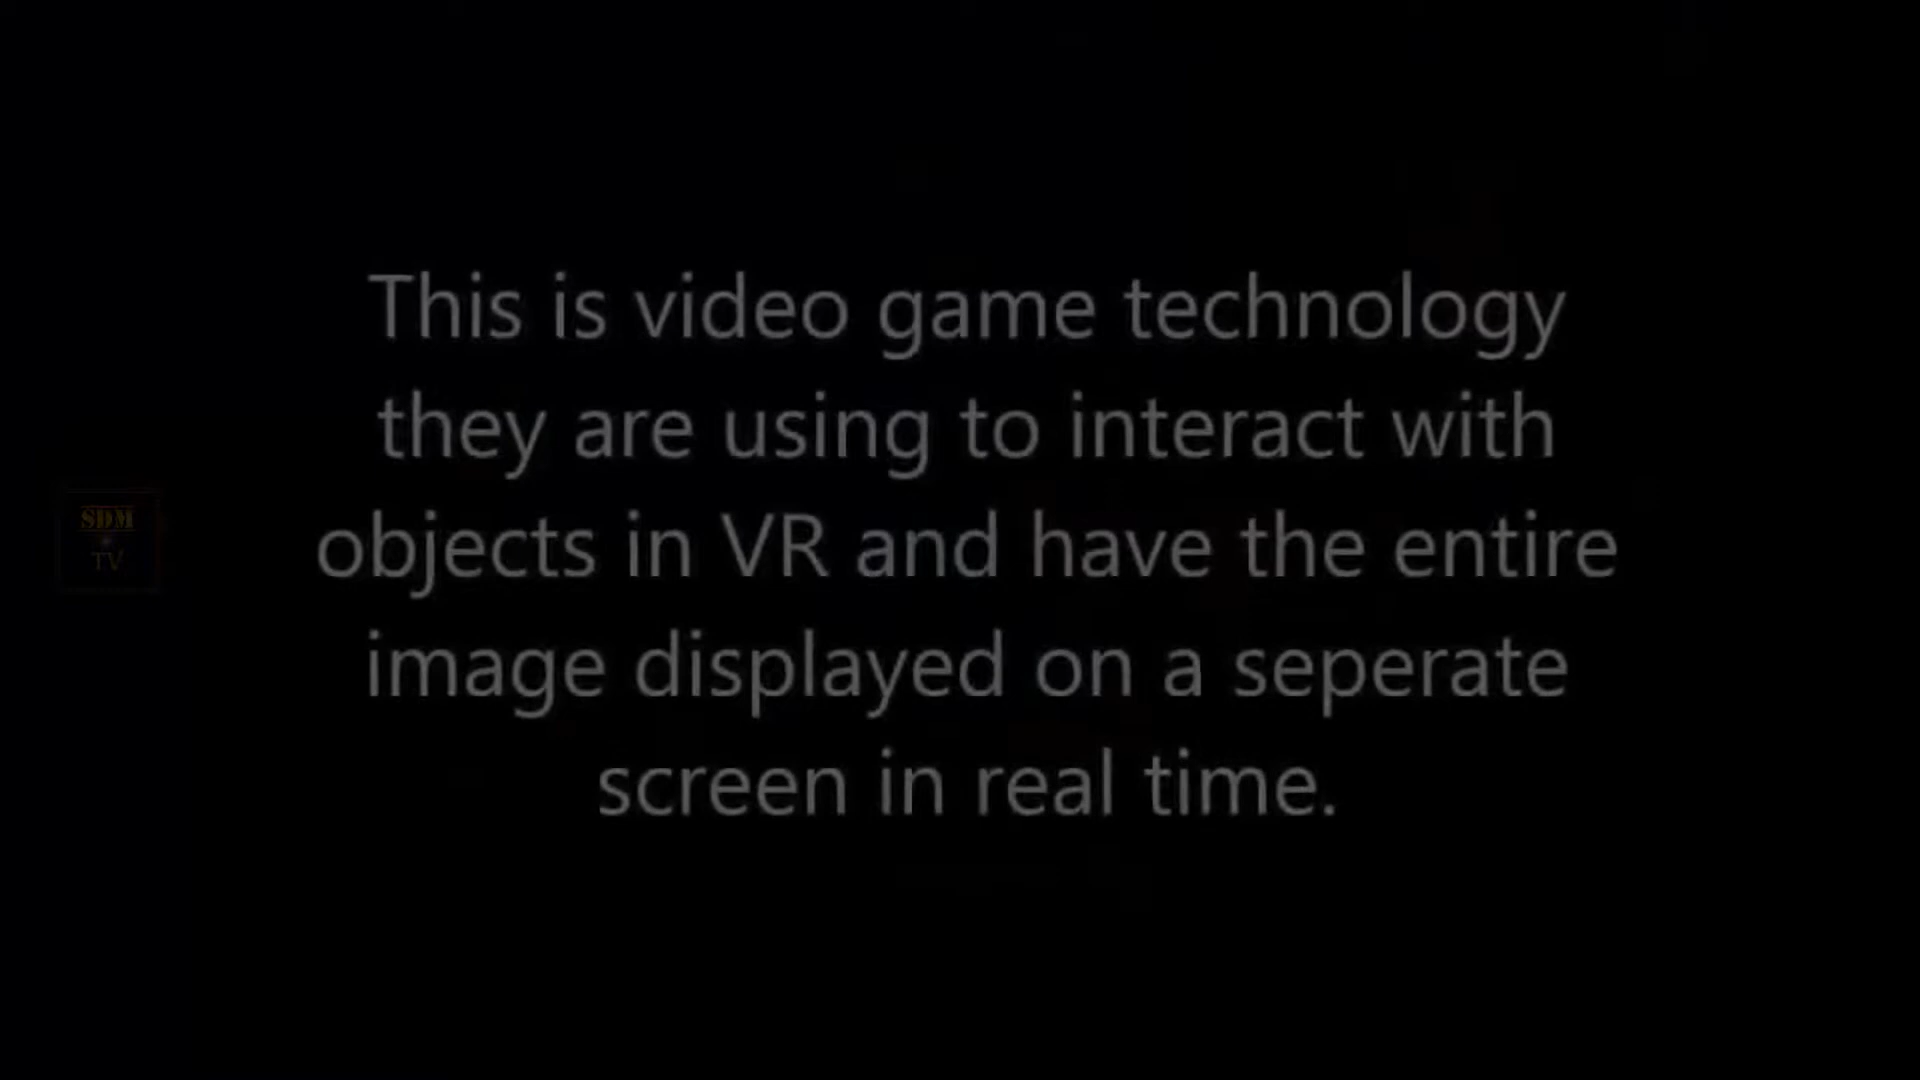 This is video game technology
they are using to interact with
SDM
TV
objects in VR and have the entire
image displayed on a seperate
screen in real time.